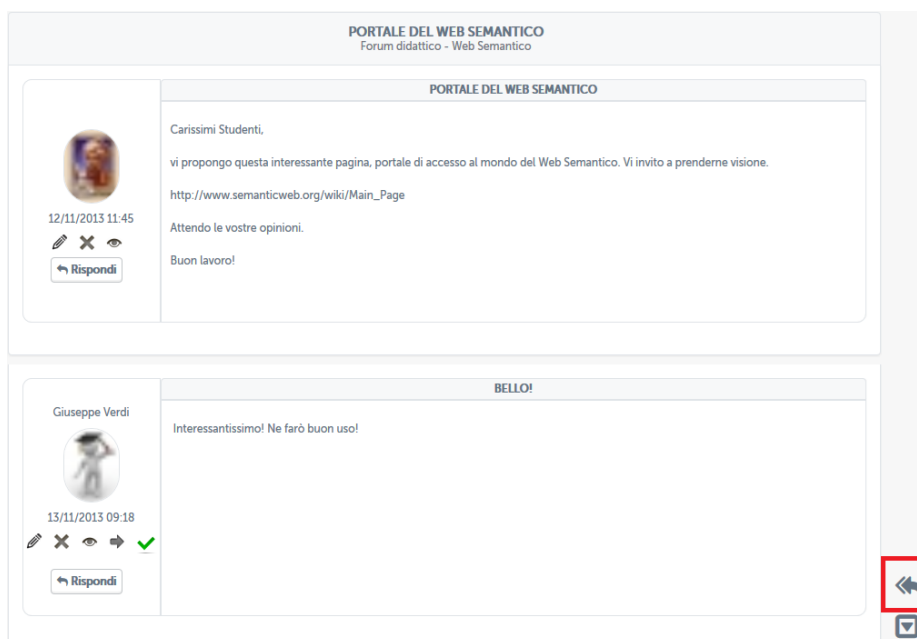 PORTALE DEL WEB SEMANTICO
Forum didattico - Web Semantico
PORTALE DEL WEB SEMANTICO
Carissimi Studenti,
vi propongo questa interessante pagina, portale di accesso al mondo del Web Semantico. Vi invito a prenderne visione.
http://www.semanticweb.org/wiki/Main_Page
Attendo le vostre opinioni.
Buon lavoro!
12/11/2013 11:45
Rispondi
BELLO!
Giuseppe Verdi
Interessantissimo! Ne farò buon uso!
13/11/2013 09:18
Rispondi